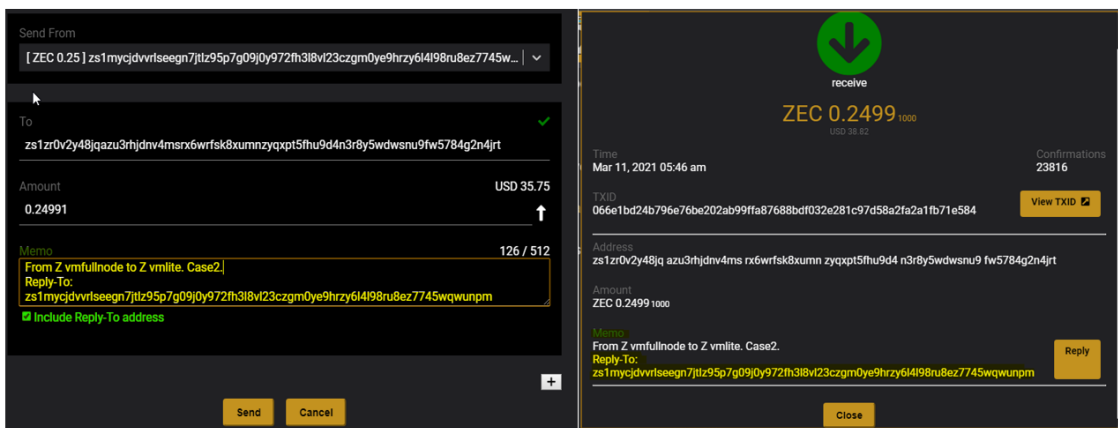 Send From
[ ZEC 0.25 ] zs1mycjdvvrlseegn7jtlz95p7g09j0y972fh3l8vl23czgm0ye9hrzy6l4l98ru8ez7745w...
To
zs1zr0v2y48jqazu3rhjdnv4msrx6wrfsk8xumnzyqxpt5fhu9d4n3r8y5wdwsnu9fw5784g2n4jrt
Amount
USD 35.75
0.24991
Memo
126 / 512
From Z vmfullnode to Z vmlite. Case2.
Reply-To:
zs1mycjdvvrlseegn7jtlz95p7g09j0y972fh3l8vl23czgm0ye9hrzy6l4l98ru8ez7745wqwunpm
Include Reply-To address
+
Send
Cancel
receive
ZEC 0.2499 1000
USD 38.82
Time
Confirmations
Mar 11, 2021 05:46 am
23816
TXID
066e1bd24b796e76be202ab99ffa87688bdf032e281c97d58a2fa2a1fb71e584
View TXID
Address
zs1zr0v2y48jq azu3rhjdnv4ms rx6wrfsk8xumn zyqxpt5fhu9d4 n3r8y5wdwsnu9 fw5784g2n4jrt
Amount
ZEC 0.2499 1000
Memo
From Z vmfullnode to Z vmlite. Case2.
Reply-To:
zs1mycjdvvrlseegn7jtlz95p7g09j0y972fh3l8vl23czgm0ye9hrzy6l4l98ru8ez7745wqwunpm
Reply
Close